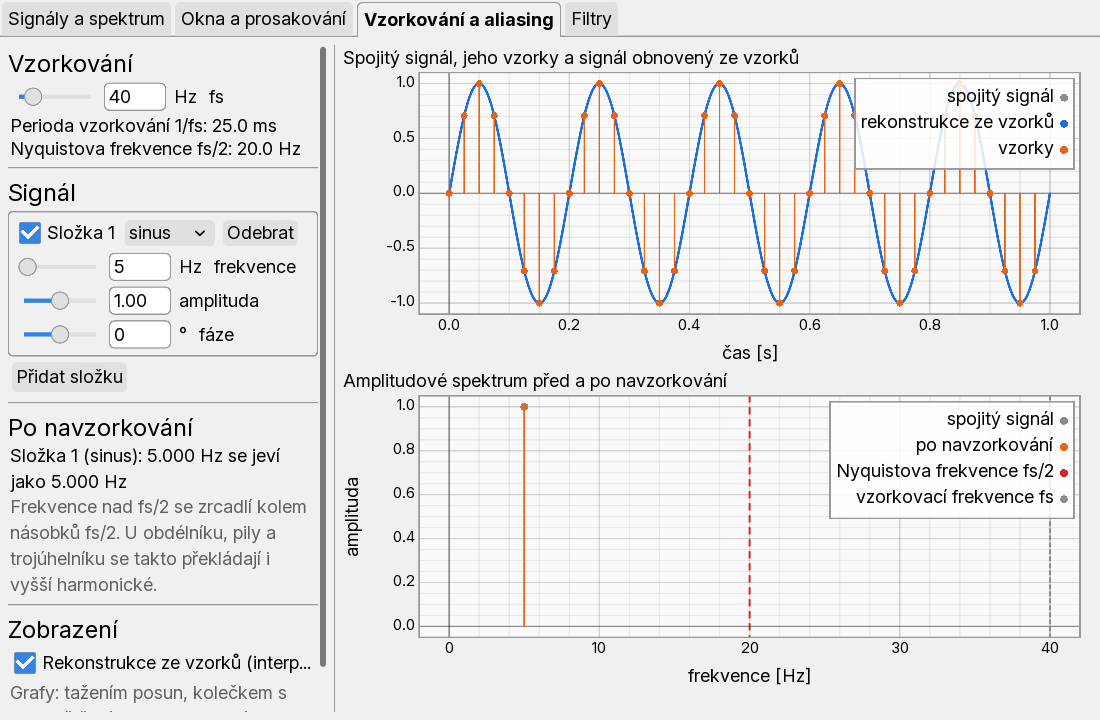 Signály a spektrum
Okna a prosakování
Vzorkování a aliasing
Filtry
Vzorkování
40 Hz fs
Perioda vzorkování 1/fs: 25.0 ms
Nyquistova frekvence fs/2: 20.0 Hz
Signál
Složka 1 sinus Odebrat
5 Hz frekvence
1.00 amplituda
0 ° fáze
Přidat složku
Po navzorkování
Složka 1 (sinus): 5.000 Hz se jeví
jako 5.000 Hz
Frekvence nad fs/2 se zrcadlí kolem
násobků fs/2. U obdélníku, pily a
trojúhelníku se takto překládají i
vyšší harmonické.
Zobrazení
Rekonstrukce ze vzorků (interp...
Grafy: tažením posun, kolečkem s
Spojitý signál, jeho vzorky a signál obnovený ze vzorků
1.0
0.5
0.0
-0.5
-1.0
spojitý signál
rekonstrukce ze vzorků
vzorky
0.0 0.2 0.4 0.6 0.8 1.0
čas [s]
Amplitudové spektrum před a po navzorkování
amplituda
1.0
0.8
0.6
0.4
0.2
0.0
spojitý signál
po navzorkování
Nyquistova frekvence fs/2
vzorkovací frekvence fs
0 10 20 30 40
frekvence [Hz]